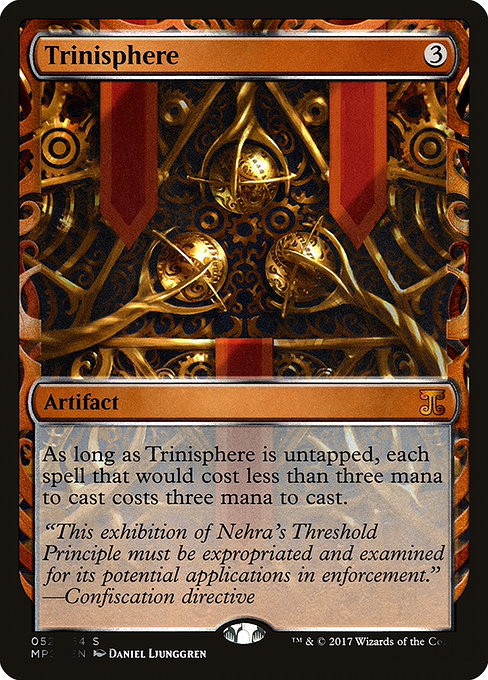 Trinisphere 3
Artifact
As long as Trinisphere is untapped, each
spell that would cost less than three mana
to cast costs three mana to cast.
“This exhibition of Nehra’s Threshold
Principle must be expropriated and examined
for its potential applications in enforcement.”
—Confiscation directive
S
DANIEL LJUNGGREN
™ & © 2017 Wizards of the